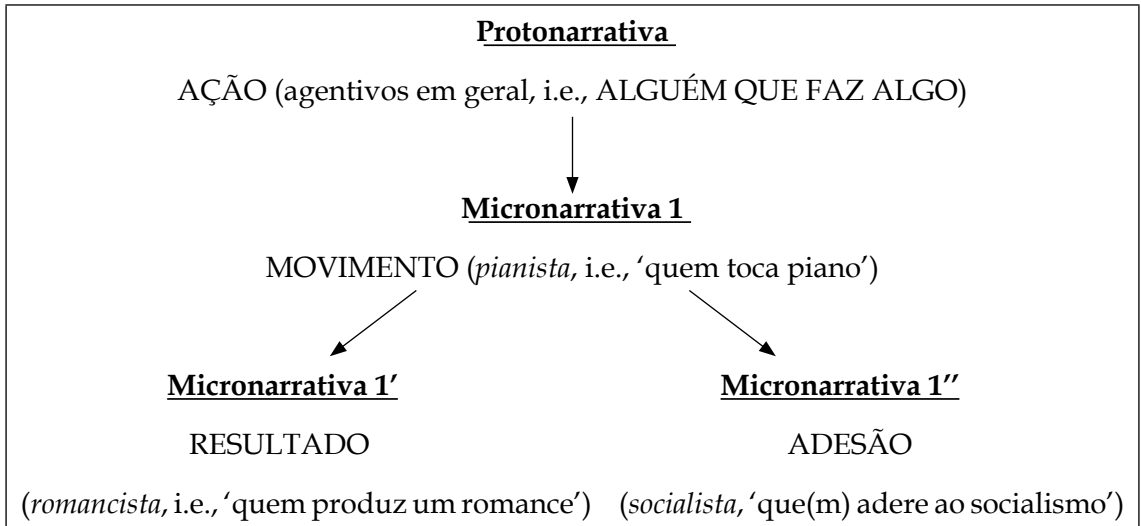 Protonarrativa
AÇÃO (agentivos em geral, i.e., ALGUÉM QUE FAZ ALGO)
Micronarrativa 1
MOVIMENTO (pianista, i.e., ‘quem toca piano’)
Micronarrativa 1’ Micronarrativa 1’’
RESULTADO ADESÃO
(romancista, i.e., ‘quem produz um romance’) (socialista, ‘que(m) adere ao socialismo’)